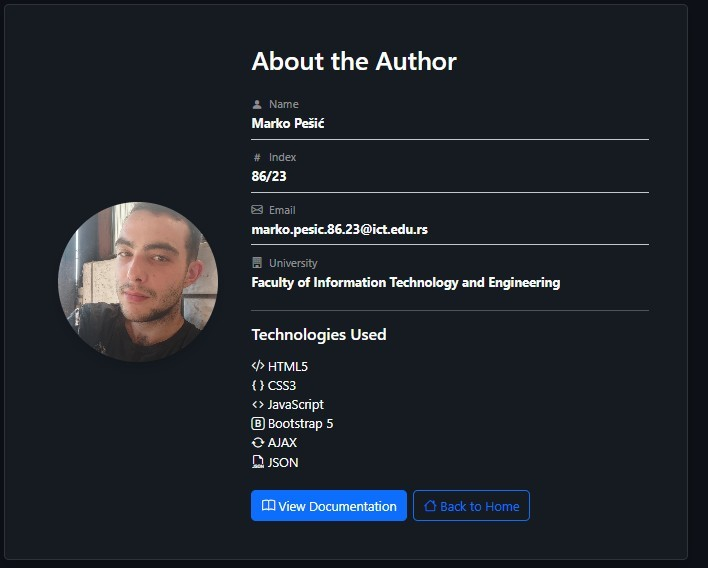 About the Author
Name
Marko Pešić
# Index
86/23
Email
marko.pesic.86.23@ict.edu.rs
University
Faculty of Information Technology and Engineering
Technologies Used
</> HTML5
{ } CSS3
<> JavaScript
B Bootstrap 5
AJAX
JSON JSON
View Documentation
Back to Home